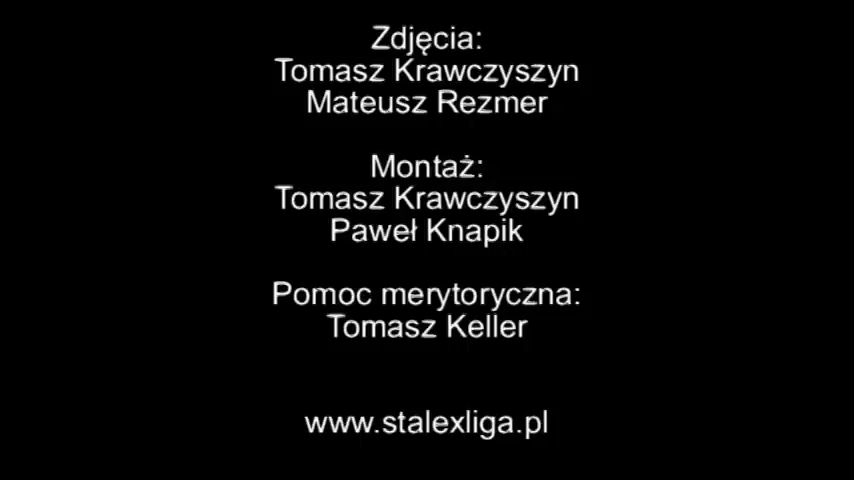 Zdjęcia:
Tomasz Krawczyszyn
Mateusz Rezmer
Montaż:
Tomasz Krawczyszyn
Paweł Knapik
Pomoc merytoryczna:
Tomasz Keller
www.stalexliga.pl